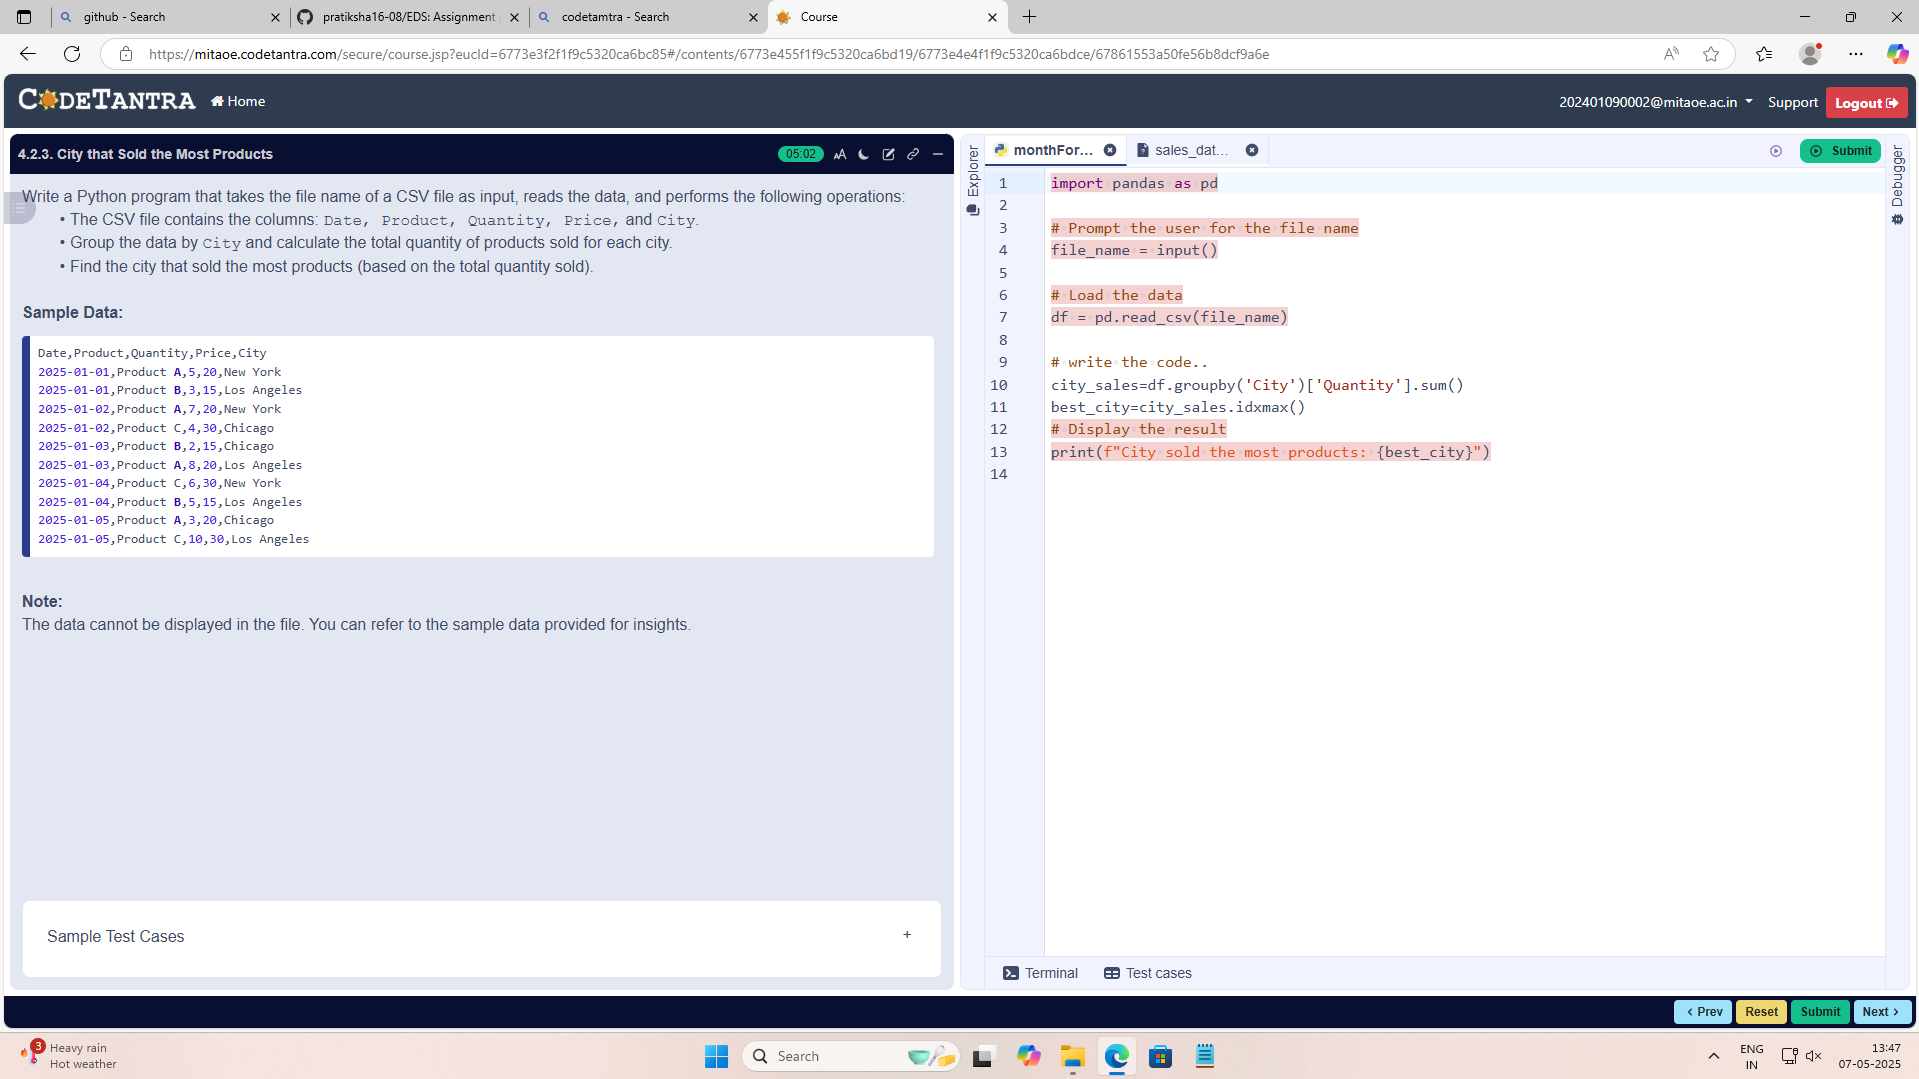 github - Search
pratiksha16-08/EDS: Assignment
codetamtra - Search
Course
https://mitaoe.codetantra.com/secure/course.jsp?eucId=6773e3f2f1f9c5320ca6bc85#/contents/6773e455f1f9c5320ca6bd19/6773e4e4f1f9c5320ca6bdce/67861553a50fe56b8dcf9a6e
CODETANTRA
Home
202401090002@mitaoe.ac.in
Support
Logout
4.2.3. City that Sold the Most Products
05:02
AA
Write a Python program that takes the file name of a CSV file as input, reads the data, and performs the following operations:
• The CSV file contains the columns: Date, Product, Quantity, Price, and City.
• Group the data by City and calculate the total quantity of products sold for each city.
• Find the city that sold the most products (based on the total quantity sold).
Sample Data:
Date,Product,Quantity,Price,City
2025-01-01,Product A,5,20,New York
2025-01-01,Product B,3,15,Los Angeles
2025-01-02,Product A,7,20,New York
2025-01-02,Product C,4,30,Chicago
2025-01-03,Product B,2,15,Chicago
2025-01-03,Product A,8,20,Los Angeles
2025-01-04,Product C,6,30,New York
2025-01-04,Product B,5,15,Los Angeles
2025-01-05,Product A,3,20,Chicago
2025-01-05,Product C,10,30,Los Angeles
Note:
The data cannot be displayed in the file. You can refer to the sample data provided for insights.
Sample Test Cases
+
Explorer
monthFor...
sales_dat...
Submit
Debugger
1 import pandas as pd
2
3 # Prompt the user for the file name
4 file_name = input()
5
6 # Load the data
7 df = pd.read_csv(file_name)
8
9 # write the code..
10 city_sales=df.groupby('City')['Quantity'].sum()
11 best_city=city_sales.idxmax()
12 # Display the result
13 print(f"City sold the most products: {best_city}")
14
Terminal
Test cases
Prev
Reset
Submit
Next
3
Heavy rain
Hot weather
Search
ENG
IN
13:47
07-05-2025